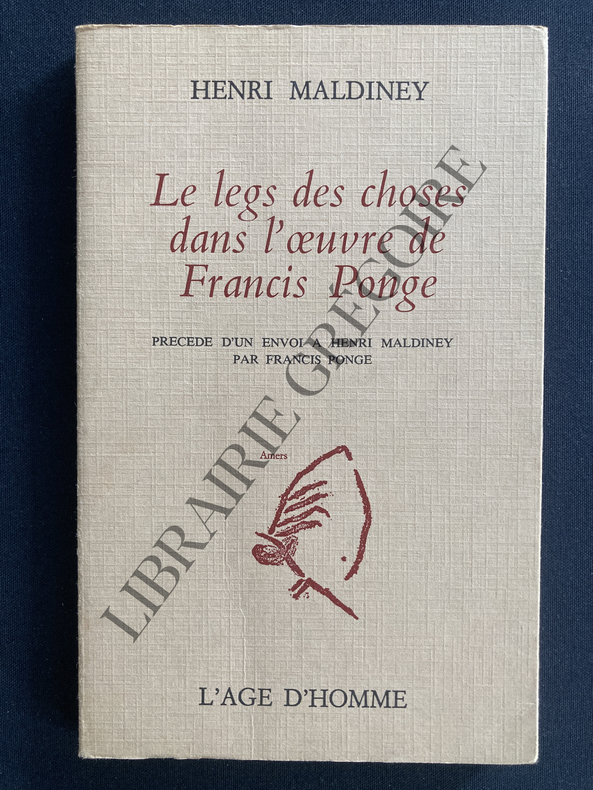 HENRI MALDINEY
Le legs des choses
dans l'œuvre de
Francis Ponge
PRECEDE D'UN ENVOI A HENRI MALDINEY
PAR FRANCIS PONGE
Amers
L'AGE D'HOMME
LIBRAIRIE GRÉGOIRE